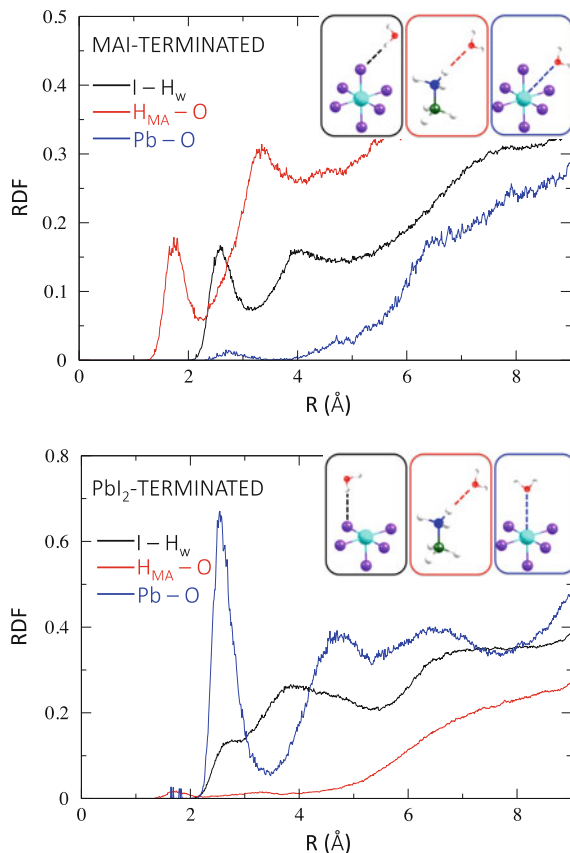 MAI-TERMINATED
I – H_w
H_MA – O
Pb – O
RDF
0.5
0.4
0.3
0.2
0.1
0
0 2 4 6 8
R (Å)
PbI₂-TERMINATED
I – H_w
H_MA – O
Pb – O
RDF
0.8
0.6
0.4
0.2
0
0 2 4 6 8
R (Å)